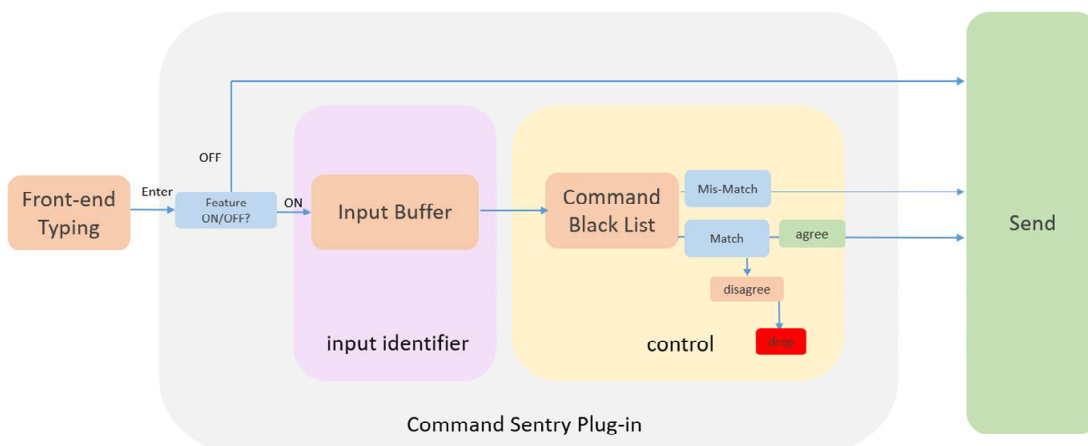 OFF
Front-end
Typing
Enter
Feature
ON/OFF?
ON
Input Buffer
Command
Black List
Mis-Match
Match
agree
disagree
drop
Send
input identifier
control
Command Sentry Plug-in